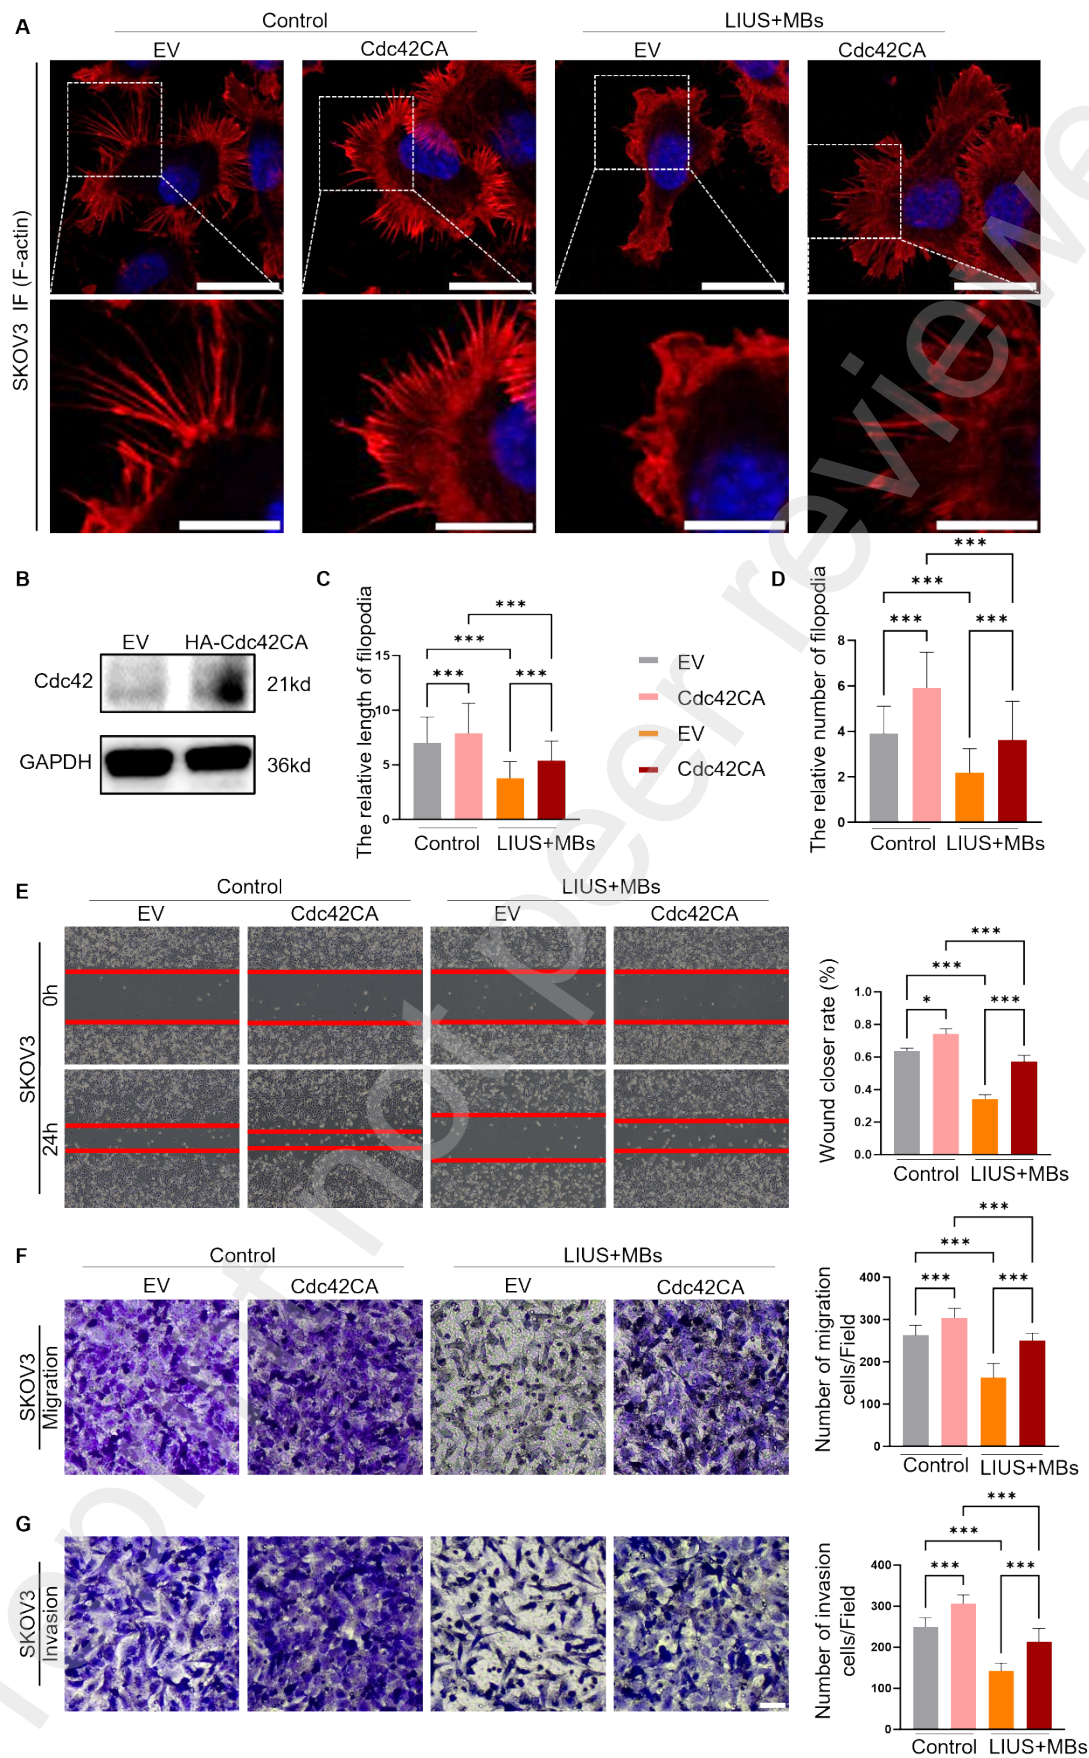 A
Control
LIUS+MBs
EV
Cdc42CA
EV
Cdc42CA
SKOV3 IF (F-actin)
B
EV
HA-Cdc42CA
Cdc42
21kd
GAPDH
36kd
C
The relative length of filopodia
15
10
5
0
***
***
***
***
Control
LIUS+MBs
EV
Cdc42CA
EV
Cdc42CA
D
The relative number of filopodia
8
6
4
2
0
***
***
***
***
Control
LIUS+MBs
E
Control
LIUS+MBs
EV
Cdc42CA
EV
Cdc42CA
SKOV3
0h
24h
Wound closer rate (%)
1.0
0.8
0.6
0.4
0.2
0.0
***
***
*
***
Control
LIUS+MBs
F
Control
LIUS+MBs
EV
Cdc42CA
EV
Cdc42CA
SKOV3
Migration
Number of migration
cells/Field
400
300
200
100
0
***
***
***
***
Control
LIUS+MBs
G
SKOV3
Invasion
Number of invasion
cells/Field
400
300
200
100
0
***
***
***
***
Control
LIUS+MBs
not peer reviewe